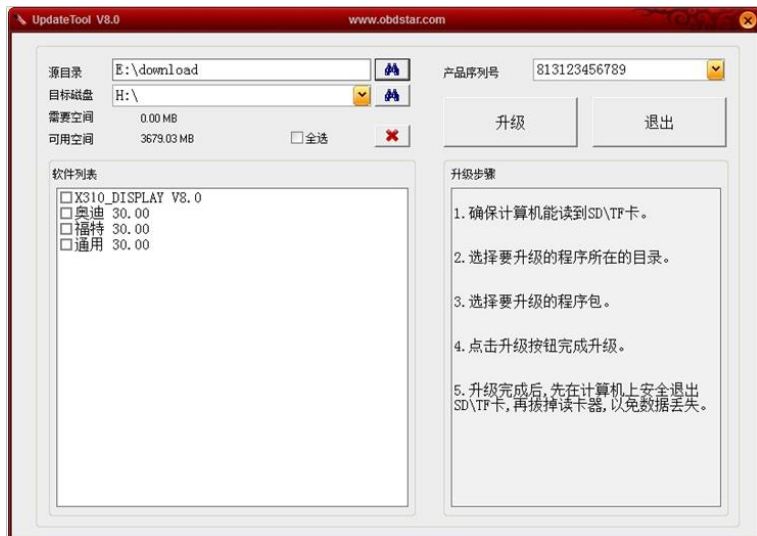 UpdateTool V8.0 www.obdstar.com
源目录 E:\download 产品序列号 813123456789
目标磁盘 H:\
需要空间 0.00 MB
升级 退出
可用空间 3679.03 MB 全选
软件列表
X310_DISPLAY V8.0
奥迪 30.00
福特 30.00
通用 30.00
升级步骤
1.确保计算机能读到SD\TF卡。
2.选择要升级的程序所在的目录。
3.选择要升级的程序包。
4.点击升级按钮完成升级。
5.升级完成后,先在计算机上安全退出
SD\TF卡,再拔掉读卡器,以免数据丢失。